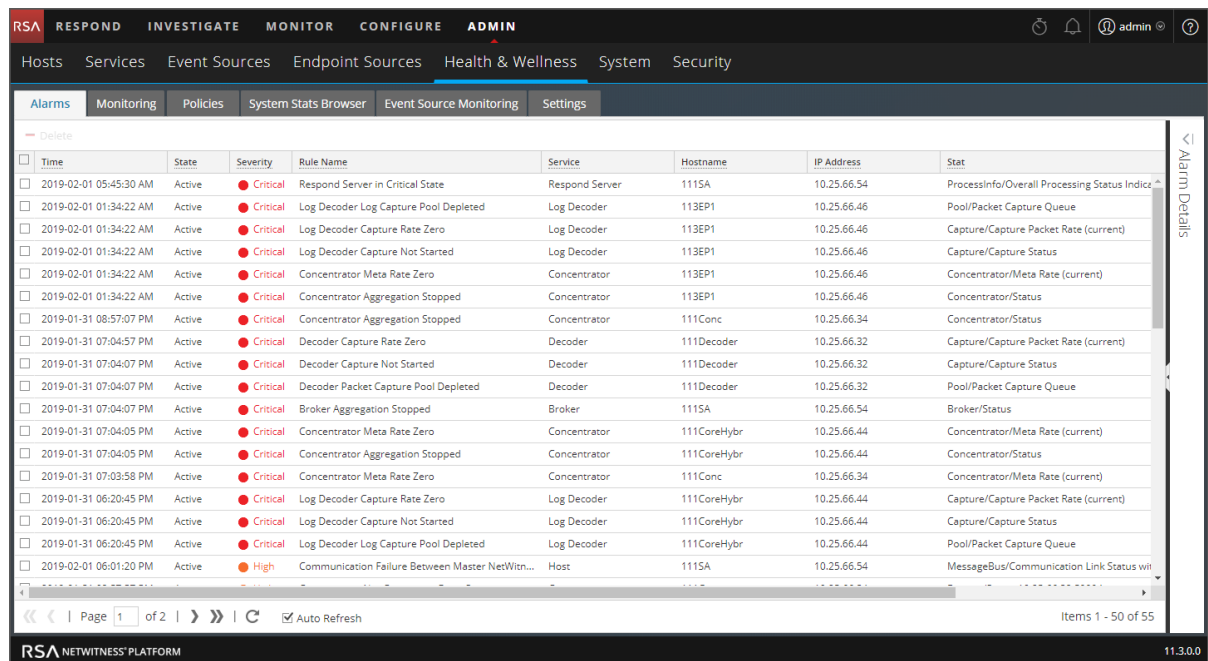 RSA RESPOND INVESTIGATE MONITOR CONFIGURE ADMIN admin
Hosts Services Event Sources Endpoint Sources Health & Wellness System Security
Alarms Monitoring Policies System Stats Browser Event Source Monitoring Settings
Delete
Time State Severity Rule Name Service Hostname IP Address Stat
2019-02-01 05:45:30 AM Active Critical Respond Server in Critical State Respond Server 111SA 10.25.66.54 ProcessInfo/Overall Processing Status Indica
2019-02-01 01:34:22 AM Active Critical Log Decoder Log Capture Pool Depleted Log Decoder 113EP1 10.25.66.46 Pool/Packet Capture Queue
2019-02-01 01:34:22 AM Active Critical Log Decoder Capture Rate Zero Log Decoder 113EP1 10.25.66.46 Capture/Capture Packet Rate (current)
2019-02-01 01:34:22 AM Active Critical Log Decoder Capture Not Started Log Decoder 113EP1 10.25.66.46 Capture/Capture Status
2019-02-01 01:34:22 AM Active Critical Concentrator Meta Rate Zero Concentrator 113EP1 10.25.66.46 Concentrator/Meta Rate (current)
2019-02-01 01:34:22 AM Active Critical Concentrator Aggregation Stopped Concentrator 113EP1 10.25.66.46 Concentrator/Status
2019-01-31 08:57:07 PM Active Critical Concentrator Aggregation Stopped Concentrator 111Conc 10.25.66.34 Concentrator/Status
2019-01-31 07:04:57 PM Active Critical Decoder Capture Rate Zero Decoder 111Decoder 10.25.66.32 Capture/Capture Packet Rate (current)
2019-01-31 07:04:07 PM Active Critical Decoder Capture Not Started Decoder 111Decoder 10.25.66.32 Capture/Capture Status
2019-01-31 07:04:07 PM Active Critical Decoder Packet Capture Pool Depleted Decoder 111Decoder 10.25.66.32 Pool/Packet Capture Queue
2019-01-31 07:04:07 PM Active Critical Broker Aggregation Stopped Broker 111SA 10.25.66.54 Broker/Status
2019-01-31 07:04:05 PM Active Critical Concentrator Meta Rate Zero Concentrator 111CoreHybr 10.25.66.44 Concentrator/Meta Rate (current)
2019-01-31 07:04:05 PM Active Critical Concentrator Aggregation Stopped Concentrator 111CoreHybr 10.25.66.44 Concentrator/Status
2019-01-31 07:03:58 PM Active Critical Concentrator Meta Rate Zero Concentrator 111Conc 10.25.66.34 Concentrator/Meta Rate (current)
2019-01-31 06:20:45 PM Active Critical Log Decoder Capture Rate Zero Log Decoder 111CoreHybr 10.25.66.44 Capture/Capture Packet Rate (current)
2019-01-31 06:20:45 PM Active Critical Log Decoder Capture Not Started Log Decoder 111CoreHybr 10.25.66.44 Capture/Capture Status
2019-01-31 06:20:45 PM Active Critical Log Decoder Log Capture Pool Depleted Log Decoder 111CoreHybr 10.25.66.44 Pool/Packet Capture Queue
2019-02-01 06:01:20 PM Active High Communication Failure Between Master NetWitn... Host 111SA 10.25.66.54 MessageBus/Communication Link Status wit
Alarm Details
Page 1 of 2 Auto Refresh Items 1 - 50 of 55
RSA NETWITNESS® PLATFORM 11.3.0.0